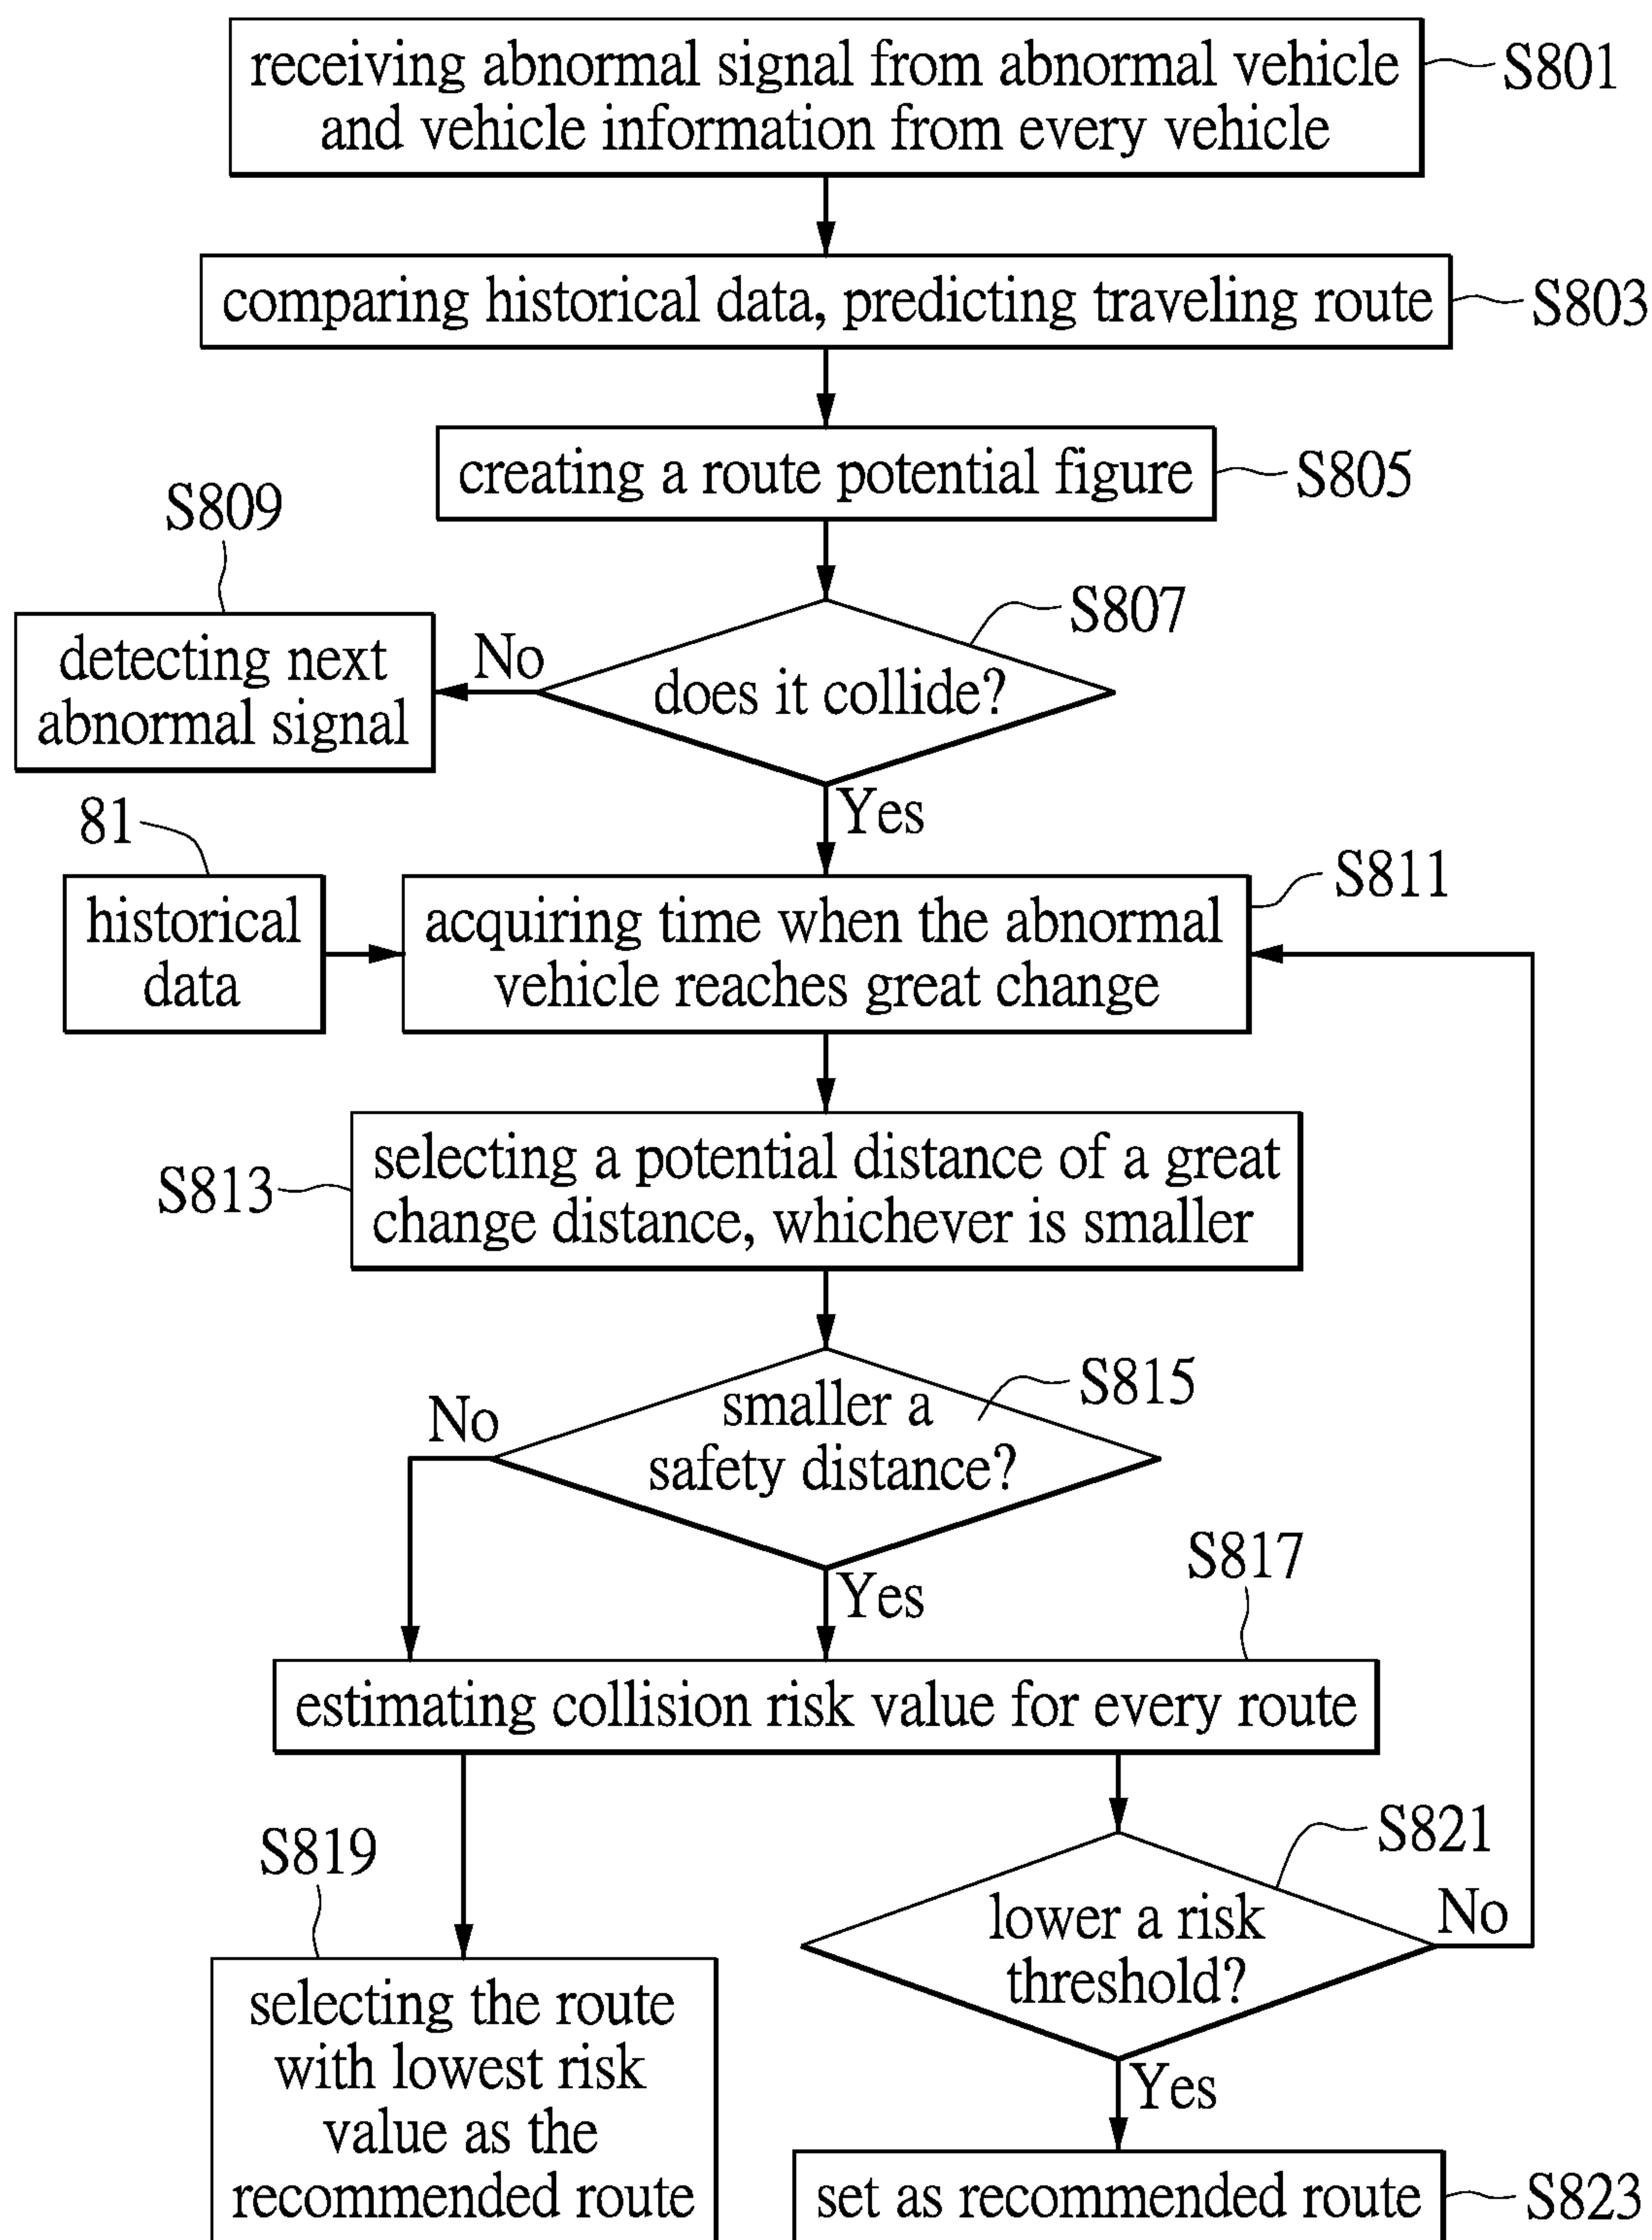 receiving abnormal signal from abnormal vehicle
and vehicle information from every vehicle
S801
comparing historical data, predicting traveling route
S803
creating a route potential figure
S805
S809
detecting next
abnormal signal
No
does it collide?
S807
Yes
81
historical
data
acquiring time when the abnormal
vehicle reaches great change
S811
S813
selecting a potential distance of a great
change distance, whichever is smaller
No
smaller a
safety distance?
S815
Yes
S817
estimating collision risk value for every route
S819
selecting the route
with lowest risk
value as the
recommended route
S821
lower a risk
threshold?
No
Yes
set as recommended route
S823